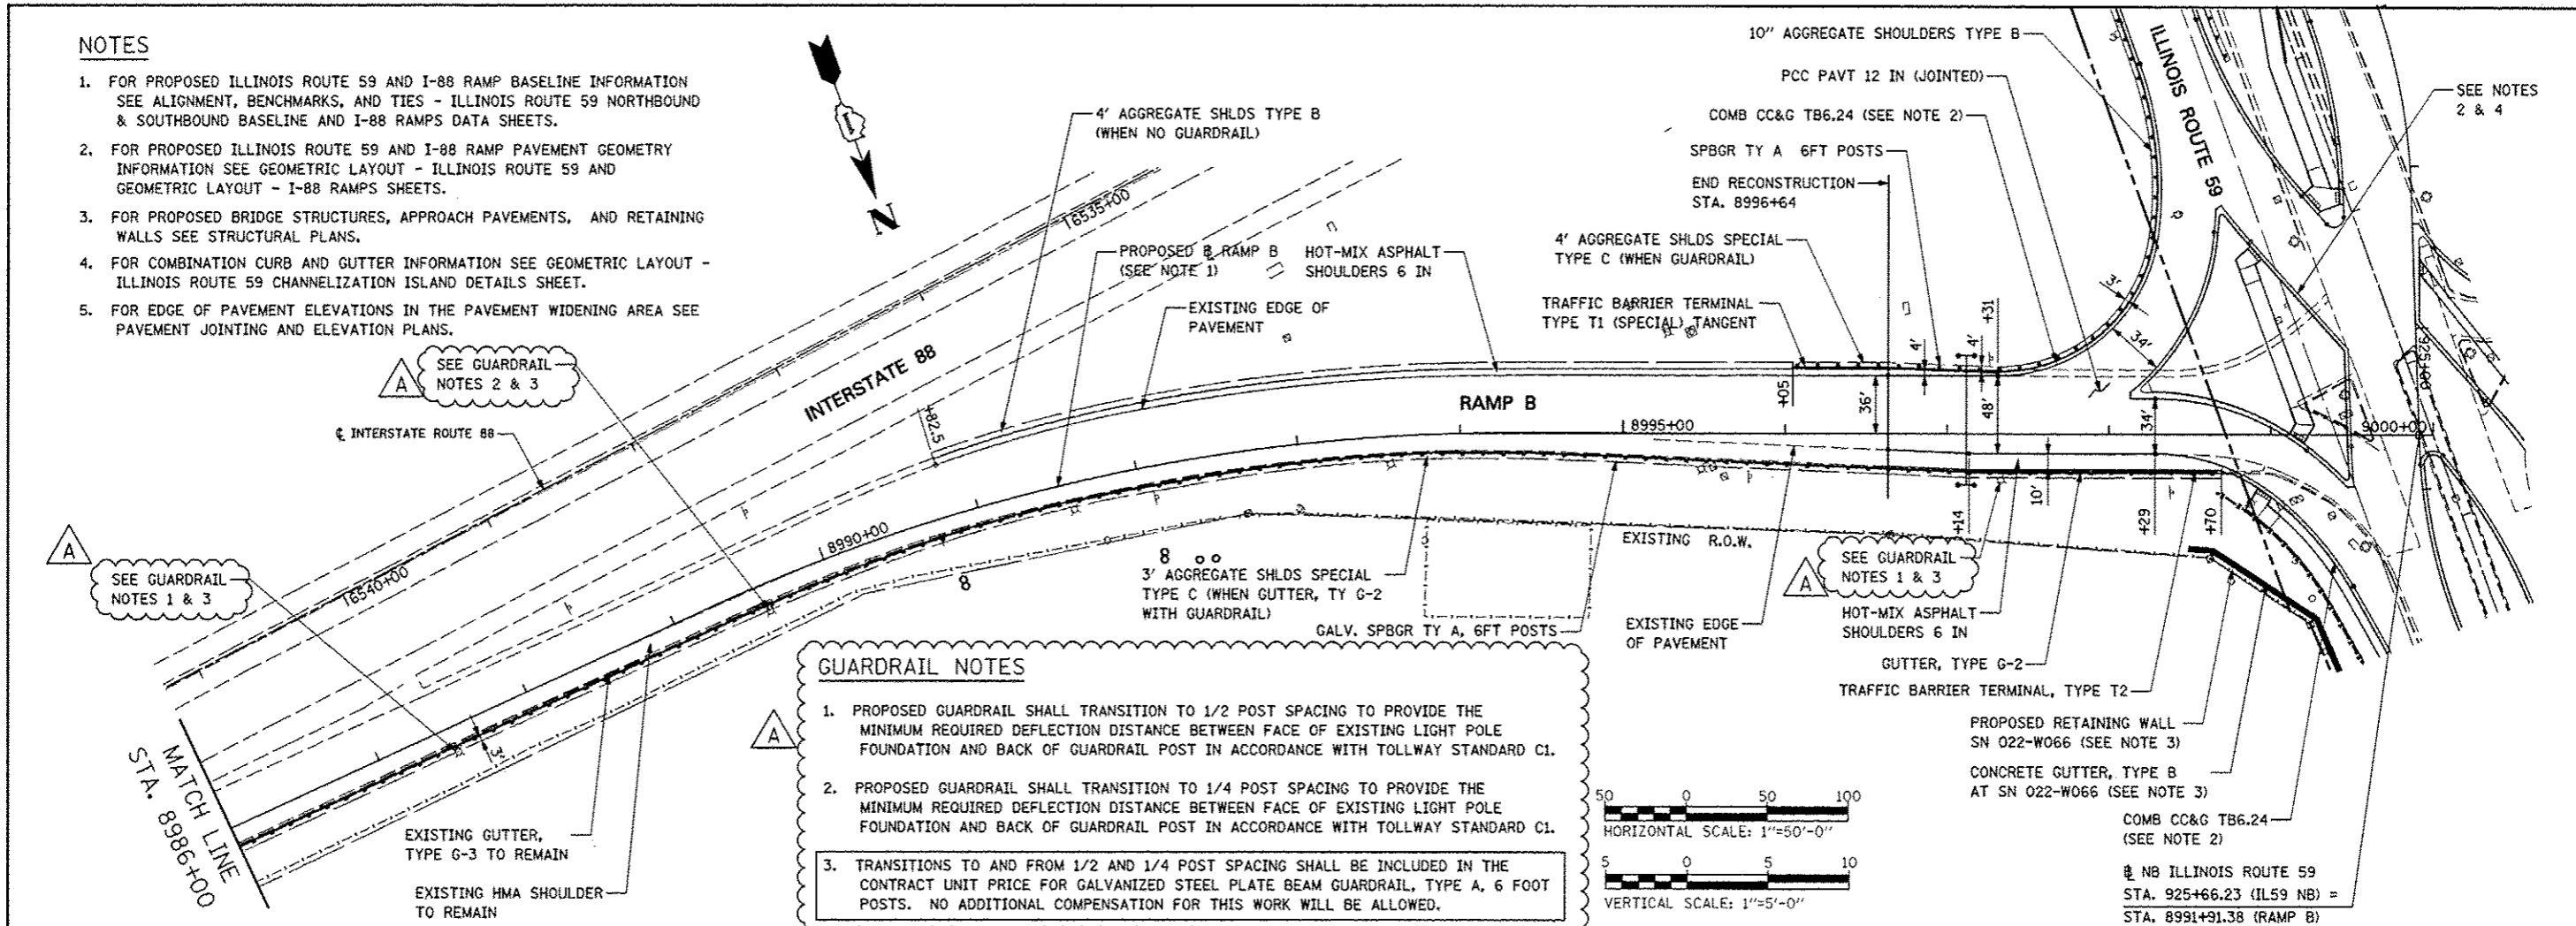 NOTES
1. FOR PROPOSED ILLINOIS ROUTE 59 AND I-88 RAMP BASELINE INFORMATION
SEE ALIGNMENT, BENCHMARKS, AND TIES - ILLINOIS ROUTE 59 NORTHBOUND
& SOUTHBOUND BASELINE AND I-88 RAMPS DATA SHEETS.
2. FOR PROPOSED ILLINOIS ROUTE 59 AND I-88 RAMP PAVEMENT GEOMETRY
INFORMATION SEE GEOMETRIC LAYOUT - ILLINOIS ROUTE 59 AND
GEOMETRIC LAYOUT - I-88 RAMPS SHEETS.
3. FOR PROPOSED BRIDGE STRUCTURES, APPROACH PAVEMENTS, AND RETAINING
WALLS SEE STRUCTURAL PLANS.
4. FOR COMBINATION CURB AND GUTTER INFORMATION SEE GEOMETRIC LAYOUT -
ILLINOIS ROUTE 59 CHANNELIZATION ISLAND DETAILS SHEET.
5. FOR EDGE OF PAVEMENT ELEVATIONS IN THE PAVEMENT WIDENING AREA SEE
PAVEMENT JOINTING AND ELEVATION PLANS.
N
4' AGGREGATE SHLDS TYPE B
(WHEN NO GUARDRAIL)
10" AGGREGATE SHOULDERS TYPE B
PCC PAVT 12 IN (JOINTED)
COMB CC&G TB6.24 (SEE NOTE 2)
SPBGR TY A 6FT POSTS
END RECONSTRUCTION
STA. 8996+64
4' AGGREGATE SHLDS SPECIAL
TYPE C (WHEN GUARDRAIL)
TRAFFIC BARRIER TERMINAL
TYPE T1 (SPECIAL) TANGENT
PROPOSED ℄ RAMP B
(SEE NOTE 1)
HOT-MIX ASPHALT
SHOULDERS 6 IN
EXISTING EDGE OF
PAVEMENT
ILLINOIS ROUTE 59
SEE NOTES
2 & 4
A
SEE GUARDRAIL
NOTES 2 & 3
℄ INTERSTATE ROUTE 88
INTERSTATE 88
16535+00
16540+00
+82.5
RAMP B
8990+00
8995+00
9000+00
925+00
+05
36'
4'
4'
+31
48'
3'
34'
34'
10'
+14
+29
+70
A
SEE GUARDRAIL
NOTES 1 & 3
MATCH LINE
STA. 8986+00
3'
EXISTING GUTTER,
TYPE G-3 TO REMAIN
EXISTING HMA SHOULDER
TO REMAIN
8
8
3' AGGREGATE SHLDS SPECIAL
TYPE C (WHEN GUTTER, TY G-2
WITH GUARDRAIL)
GALV. SPBGR TY A, 6FT POSTS
EXISTING R.O.W.
EXISTING EDGE
OF PAVEMENT
A
SEE GUARDRAIL
NOTES 1 & 3
HOT-MIX ASPHALT
SHOULDERS 6 IN
GUTTER, TYPE G-2
TRAFFIC BARRIER TERMINAL, TYPE T2
PROPOSED RETAINING WALL
SN 022-W066 (SEE NOTE 3)
CONCRETE GUTTER, TYPE B
AT SN 022-W066 (SEE NOTE 3)
COMB CC&G TB6.24
(SEE NOTE 2)
℄ NB ILLINOIS ROUTE 59
STA. 925+66.23 (IL59 NB) =
STA. 8991+91.38 (RAMP B)
A
GUARDRAIL NOTES
1. PROPOSED GUARDRAIL SHALL TRANSITION TO 1/2 POST SPACING TO PROVIDE THE
MINIMUM REQUIRED DEFLECTION DISTANCE BETWEEN FACE OF EXISTING LIGHT POLE
FOUNDATION AND BACK OF GUARDRAIL POST IN ACCORDANCE WITH TOLLWAY STANDARD C1.
2. PROPOSED GUARDRAIL SHALL TRANSITION TO 1/4 POST SPACING TO PROVIDE THE
MINIMUM REQUIRED DEFLECTION DISTANCE BETWEEN FACE OF EXISTING LIGHT POLE
FOUNDATION AND BACK OF GUARDRAIL POST IN ACCORDANCE WITH TOLLWAY STANDARD C1.
3. TRANSITIONS TO AND FROM 1/2 AND 1/4 POST SPACING SHALL BE INCLUDED IN THE
CONTRACT UNIT PRICE FOR GALVANIZED STEEL PLATE BEAM GUARDRAIL, TYPE A, 6 FOOT
POSTS. NO ADDITIONAL COMPENSATION FOR THIS WORK WILL BE ALLOWED.
50 0 50 100
HORIZONTAL SCALE: 1"=50'-0"
5 0 5 10
VERTICAL SCALE: 1"=5'-0"